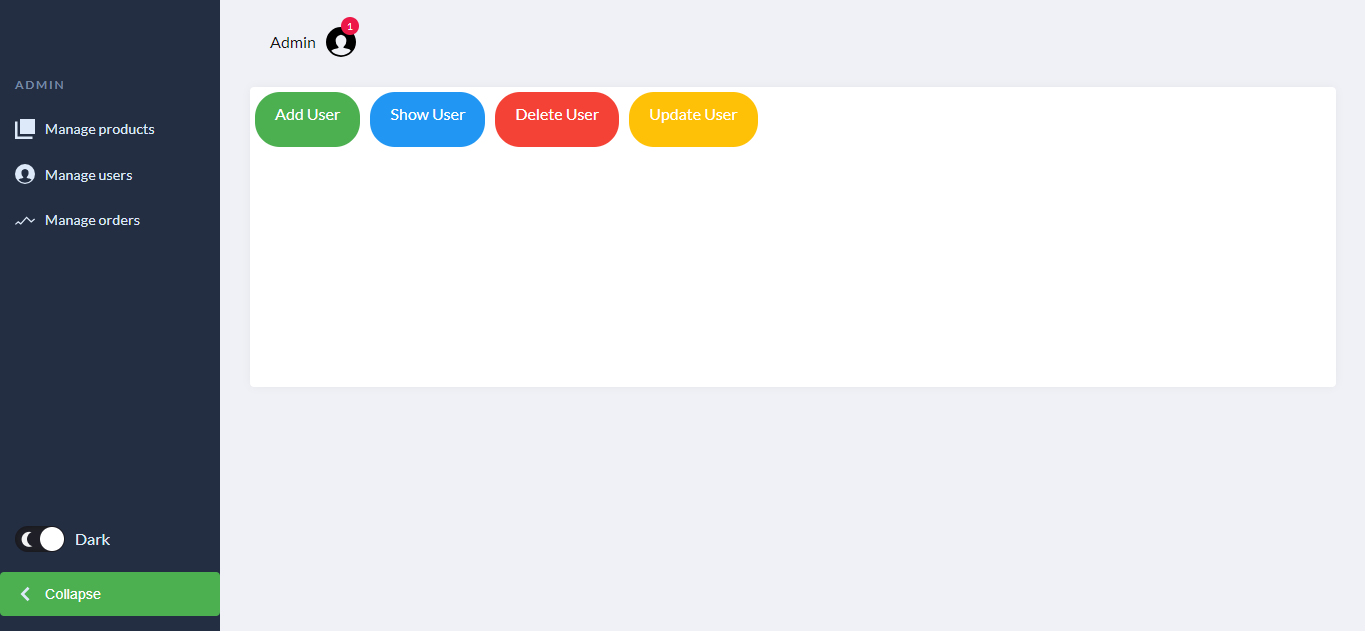 ADMIN
Manage products
Manage users
Manage orders
Dark
Collapse
Admin 1
Add User Show User Delete User Update User